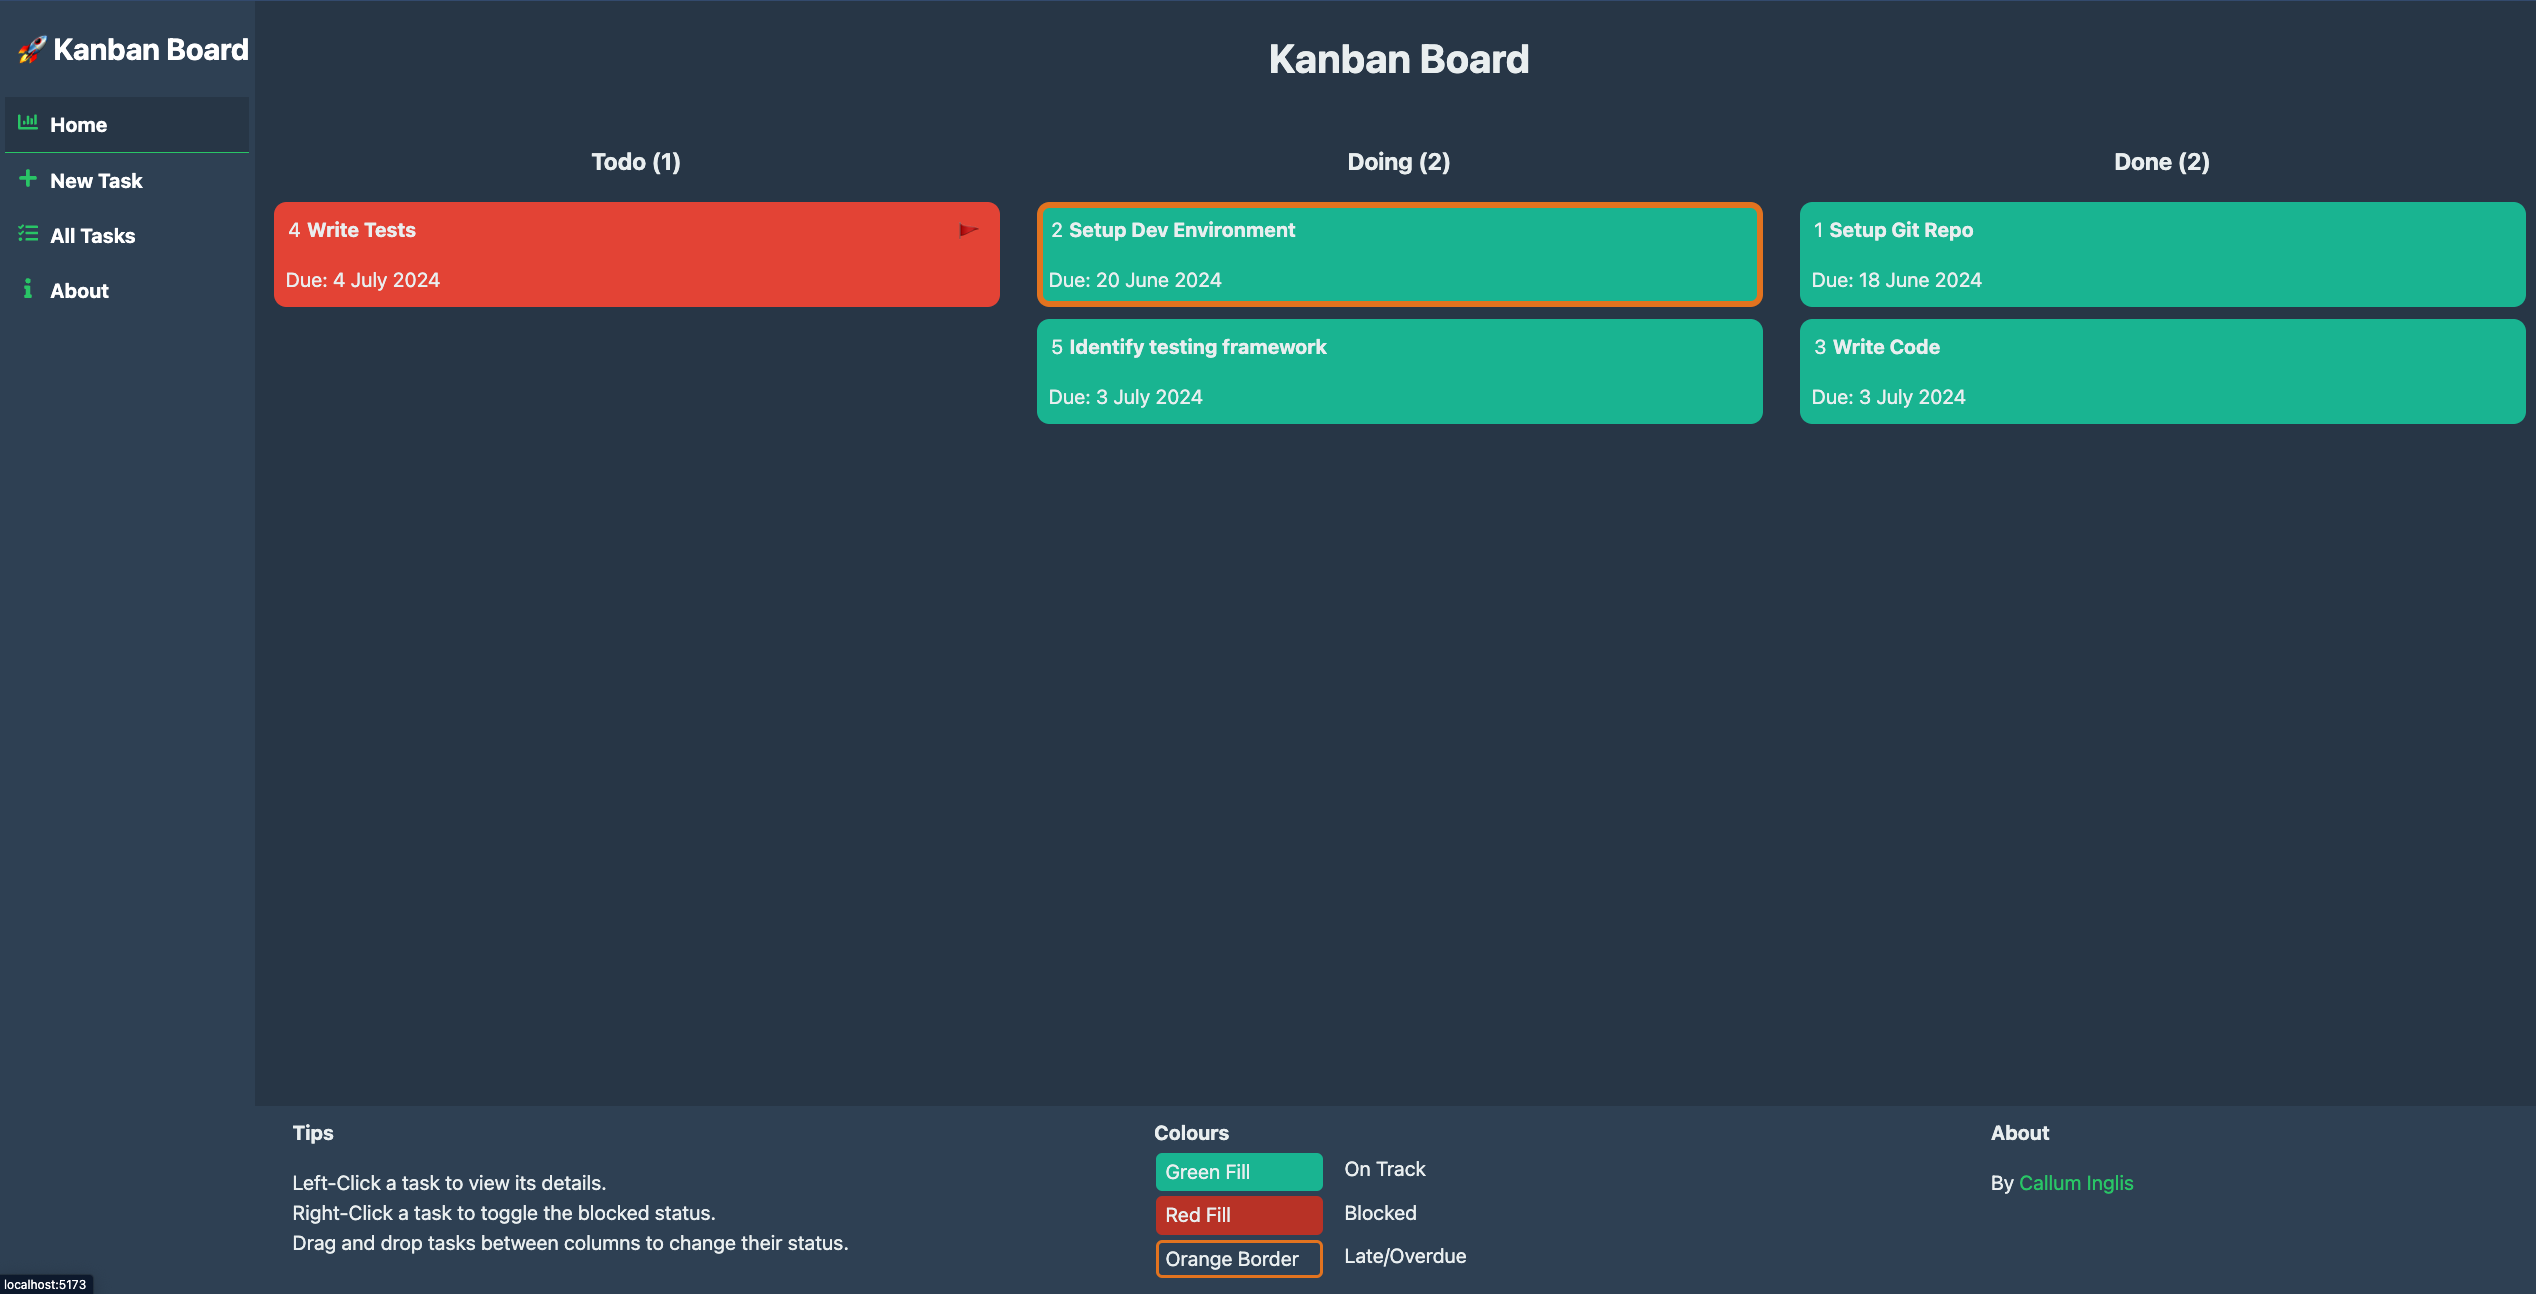 🚀 Kanban Board
Home
New Task
All Tasks
About
Kanban Board
Todo (1)
4 Write Tests
Due: 4 July 2024
Doing (2)
2 Setup Dev Environment
Due: 20 June 2024
5 Identify testing framework
Due: 3 July 2024
Done (2)
1 Setup Git Repo
Due: 18 June 2024
3 Write Code
Due: 3 July 2024
Tips
Left-Click a task to view its details.
Right-Click a task to toggle the blocked status.
Drag and drop tasks between columns to change their status.
Colours
Green Fill On Track
Red Fill Blocked
Orange Border Late/Overdue
About
By Callum Inglis
localhost:5173